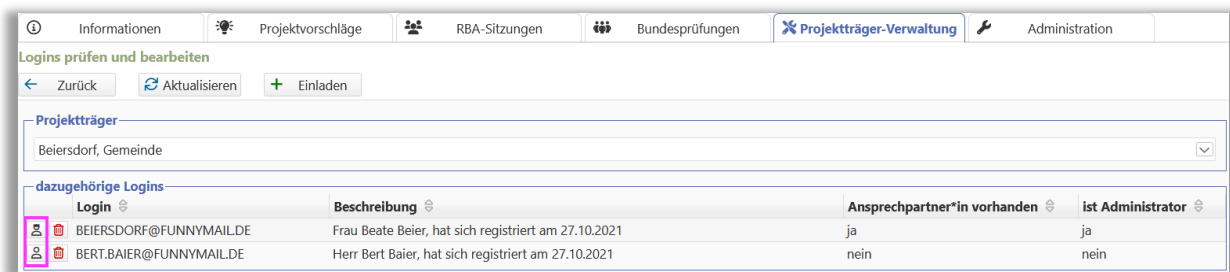 Informationen Projektvorschläge RBA-Sitzungen Bundesprüfungen Projektträger-Verwaltung Administration
Logins prüfen und bearbeiten
Zurück Aktualisieren Einladen
Projektträger
Beiersdorf, Gemeinde
dazugehörige Logins
Login Beschreibung Ansprechpartner*in vorhanden ist Administrator
BEIERSDORF@FUNNYMAIL.DE Frau Beate Beier, hat sich registriert am 27.10.2021 ja ja
BERT.BAIER@FUNNYMAIL.DE Herr Bert Baier, hat sich registriert am 27.10.2021 nein nein